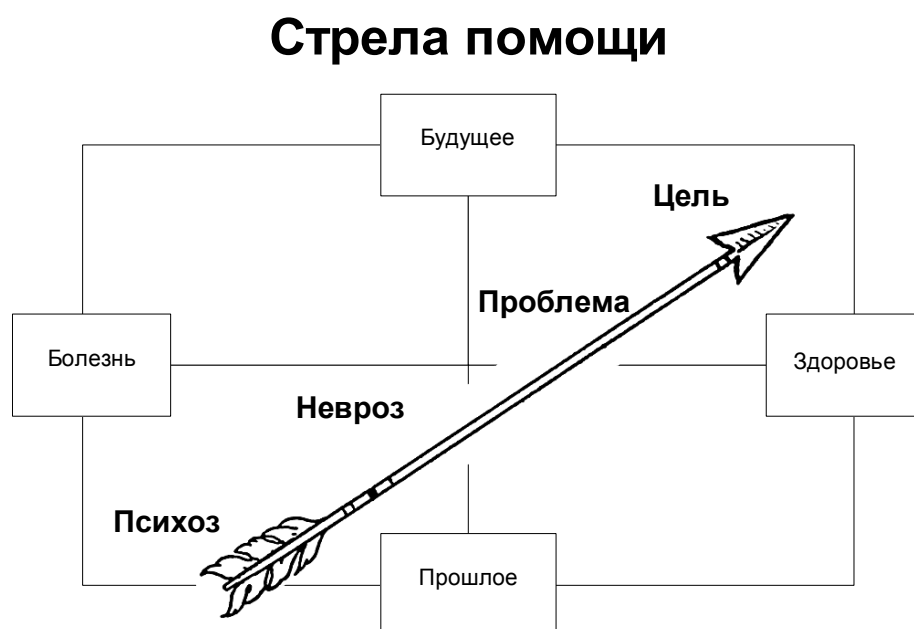 Стрела помощи
Будущее
Цель
Проблема
Болезнь
Здоровье
Невроз
Психоз
Прошлое